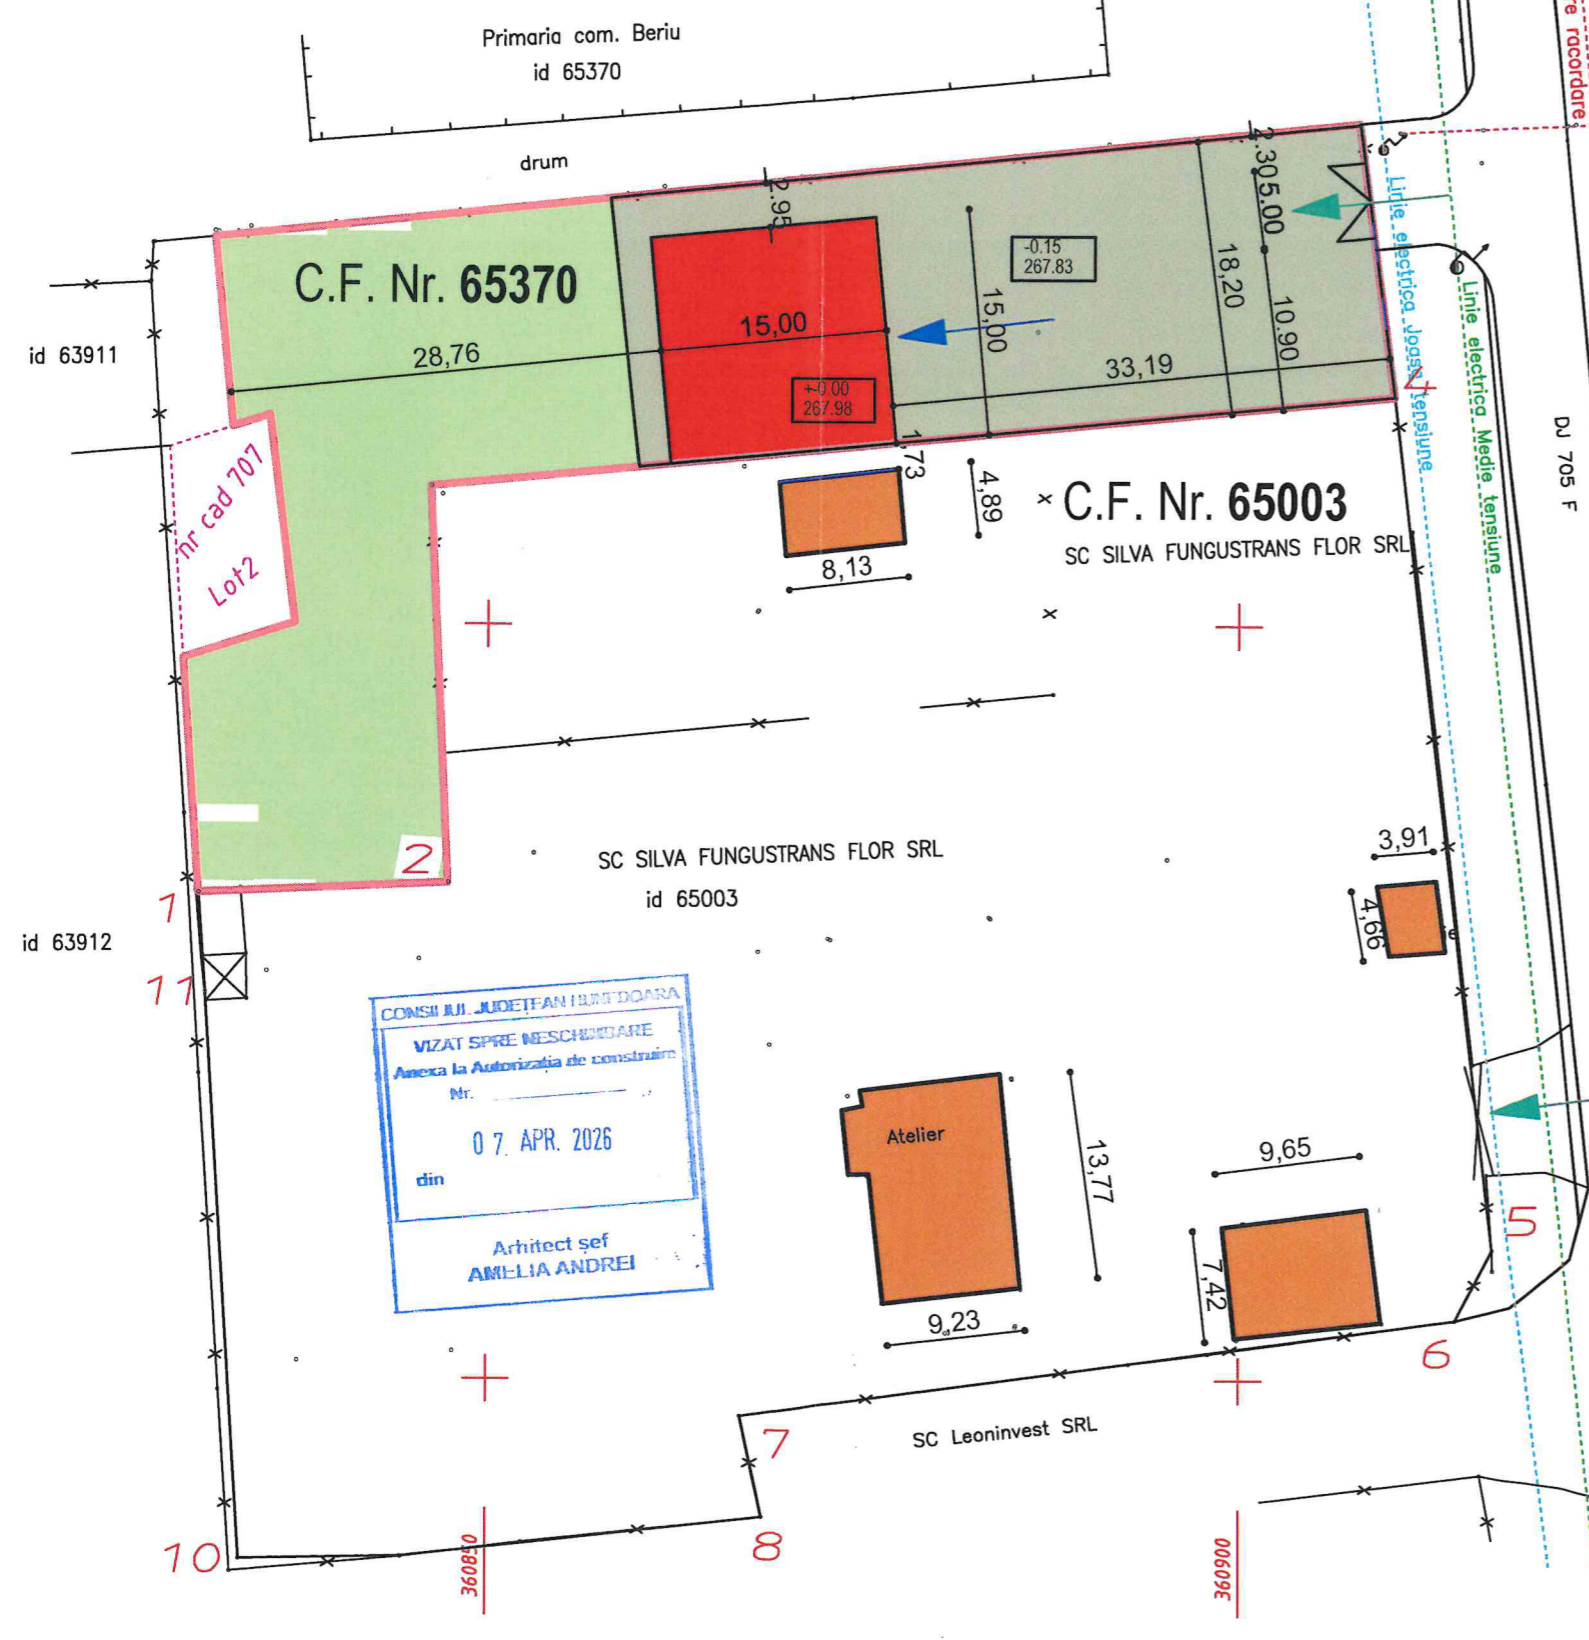 Primaria com. Beriu
id 65370
re racordare
drum
2.95
2.30
5.00
C.F. Nr. 65370
-0.15
267.83
18,20
15,00
15,00
10.90
id 63911
28,76
33,19
+-0.00
267.98
4
Linie electrica Joasa tensiune
Linie electrica Medie tensiune
DJ 705 F
1,73
4,89
C.F. Nr. 65003
SC SILVA FUNGUSTRANS FLOR SRL
nr cad 707
Lot2
8,13
2
SC SILVA FUNGUSTRANS FLOR SRL
id 65003
3,91
4,66
1
id 63912
11
CONSILIUL JUDEȚEAN HUNEDOARA
VIZAT SPRE NESCHIMBARE
Anexa la Autorizația de construire
Nr.
07. APR. 2026
din
Arhitect șef
AMELIA ANDREI
Atelier
13,77
9,65
7,42
9,23
5
6
7
SC Leoninvest SRL
8
10
360850
360900